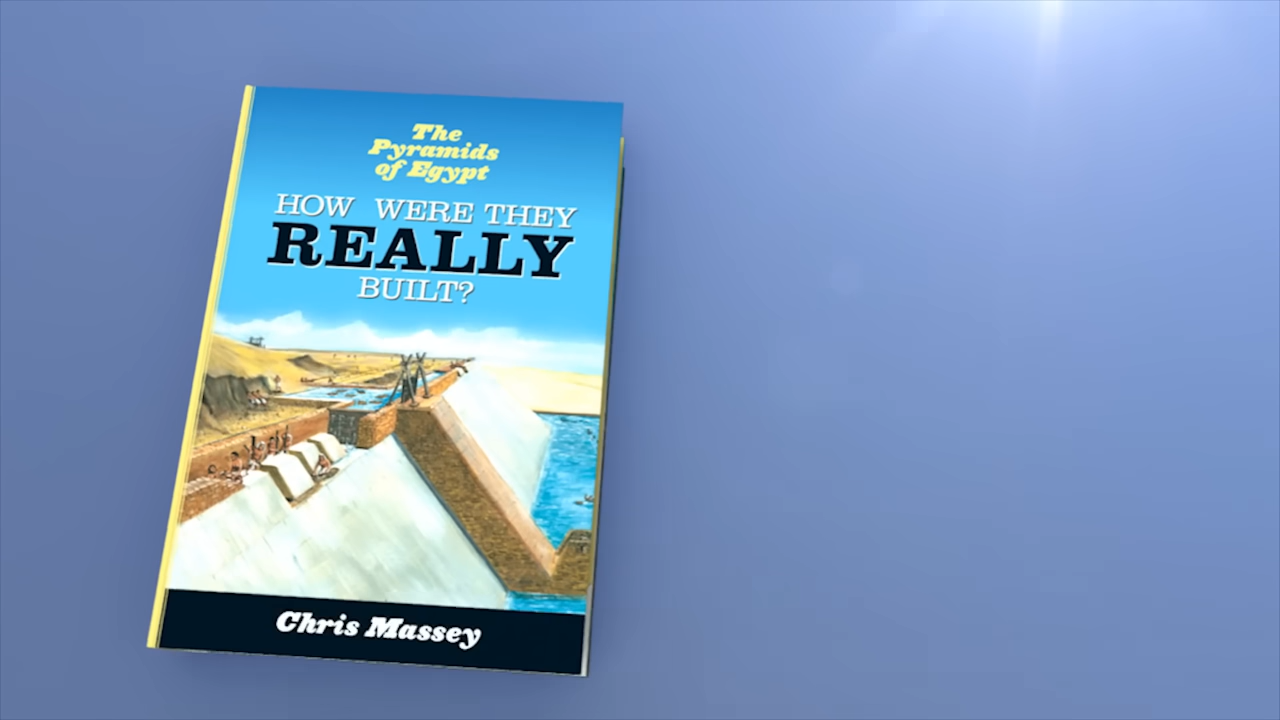 The
Pyramids
of Egypt
HOW WERE THEY
REALLY
BUILT?
Chris Massey